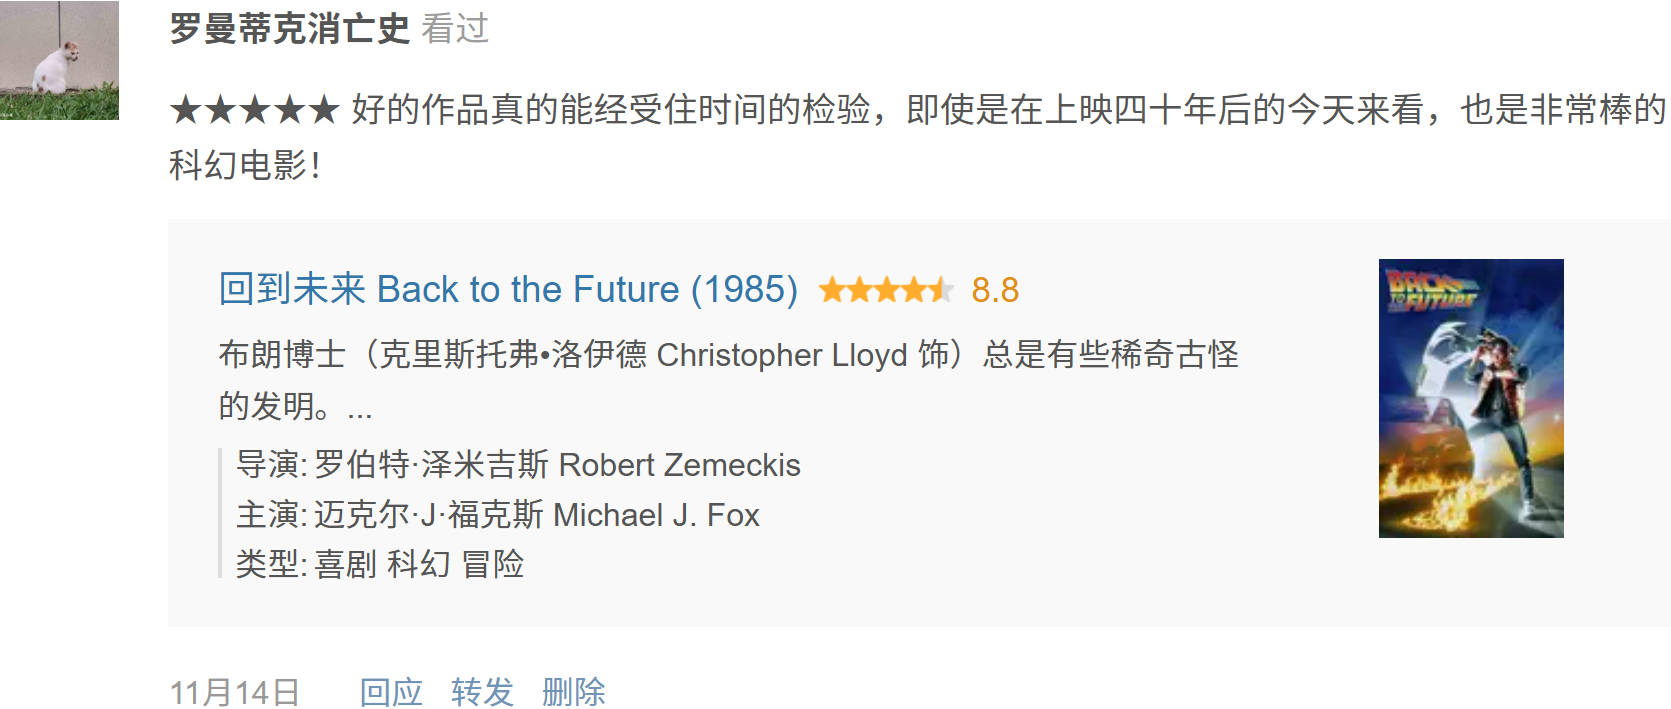 罗曼蒂克消亡史 看过
★★★★★ 好的作品真的能经受住时间的检验，即使是在上映四十年后的今天来看，也是非常棒的
科幻电影！
回到未来 Back to the Future (1985) 8.8
布朗博士（克里斯托弗•洛伊德 Christopher Lloyd 饰）总是有些稀奇古怪
的发明。...
导演: 罗伯特·泽米吉斯 Robert Zemeckis
主演: 迈克尔·J·福克斯 Michael J. Fox
类型: 喜剧 科幻 冒险
BACK
TO FUTURE
11月14日 回应 转发 删除